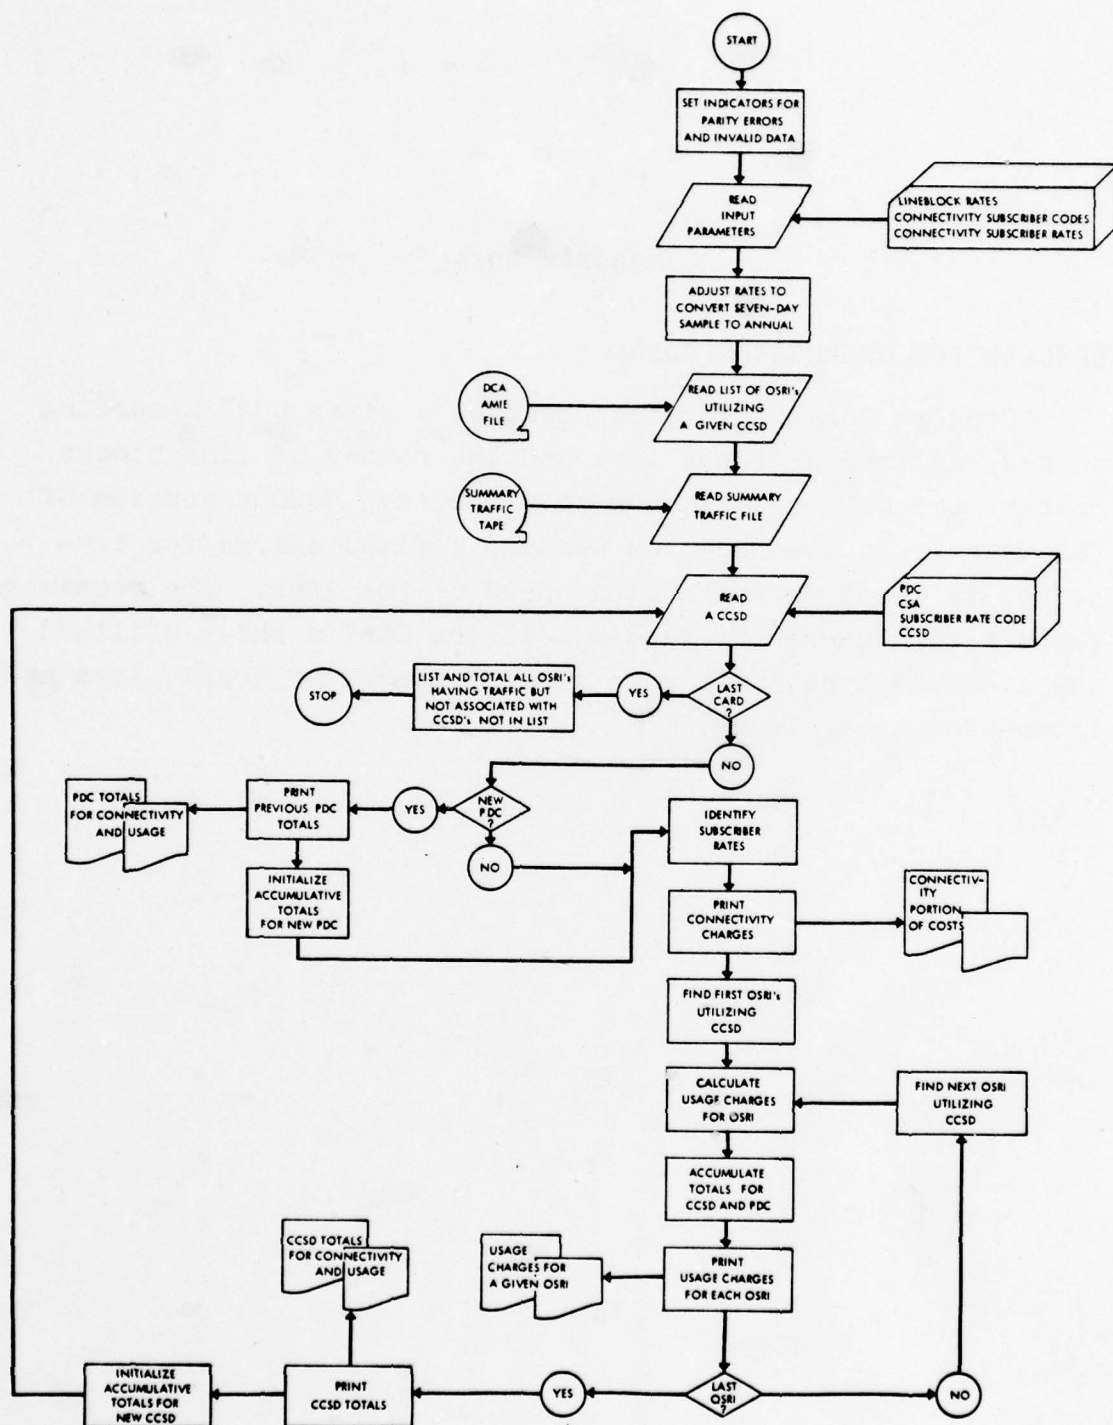 START
SET INDICATORS FOR
PARITY ERRORS
AND INVALID DATA
READ
INPUT
PARAMETERS
LINEBLOCK RATES
CONNECTIVITY SUBSCRIBER CODES
CONNECTIVITY SUBSCRIBER RATES
ADJUST RATES TO
CONVERT SEVEN-DAY
SAMPLE TO ANNUAL
DCA
AMIE
FILE
READ LIST OF OSRI's
UTILIZING
A GIVEN CCSD
SUMMARY
TRAFFIC
TAPE
READ SUMMARY
TRAFFIC FILE
READ
A CCSD
PDC
CSA
SUBSCRIBER RATE CODE
CCSD
STOP
LIST AND TOTAL ALL OSRI's
HAVING TRAFFIC BUT
NOT ASSOCIATED WITH
CCSD's NOT IN LIST
YES
LAST
CARD
?
NO
PDC TOTALS
FOR CONNECTIVITY
AND USAGE
PRINT
PREVIOUS PDC
TOTALS
YES
NEW
PDC
?
NO
INITIALIZE
ACCUMULATIVE
TOTALS
FOR NEW PDC
IDENTIFY
SUBSCRIBER
RATES
PRINT
CONNECTIVITY
CHARGES
CONNECTIV-
ITY
PORTION
OF COSTS
FIND FIRST OSRI's
UTILIZING
CCSD
CALCULATE
USAGE CHARGES
FOR OSRI
FIND NEXT OSRI
UTILIZING
CCSD
ACCUMULATE
TOTALS FOR
CCSD AND PDC
CCSD TOTALS
FOR CONNECTIVITY
AND USAGE
USAGE
CHARGES FOR
A GIVEN OSRI
PRINT
USAGE CHARGES
FOR EACH OSRI
INITIALIZE
ACCUMULATIVE
TOTALS FOR
NEW CCSD
PRINT
CCSD TOTALS
YES
LAST
OSRI
?
NO